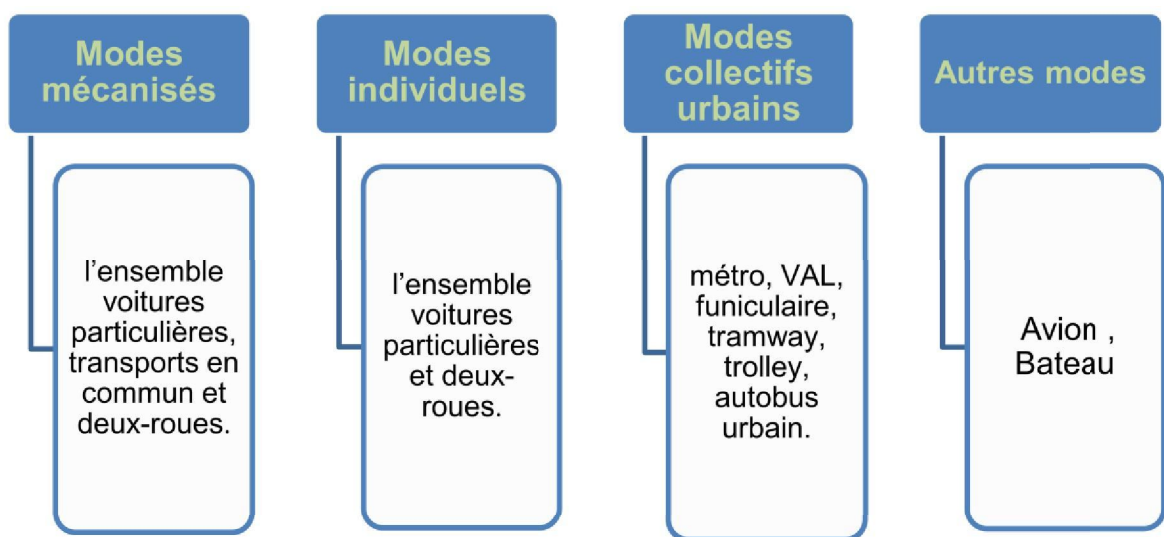 Modes
mécanisés
l’ensemble
voitures
particulières,
transports en
commun et
deux-roues.
Modes
individuels
l’ensemble
voitures
particulières
et deux-
roues.
Modes
collectifs
urbains
métro, VAL,
funiculaire,
tramway,
trolley,
autobus
urbain.
Autres modes
Avion ,
Bateau